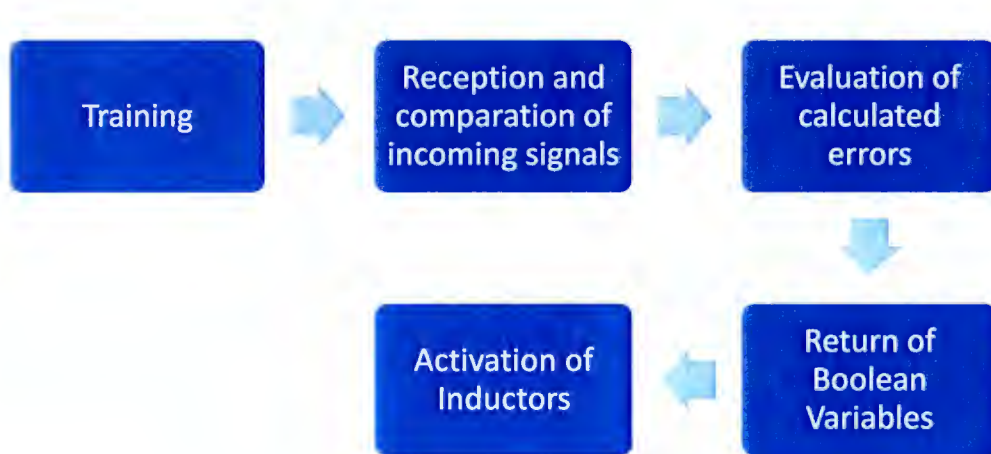 Training
Reception and
comparation of
incoming signals
Evaluation of
calculated
errors
Return of
Boolean
Variables
Activation of
Inductors